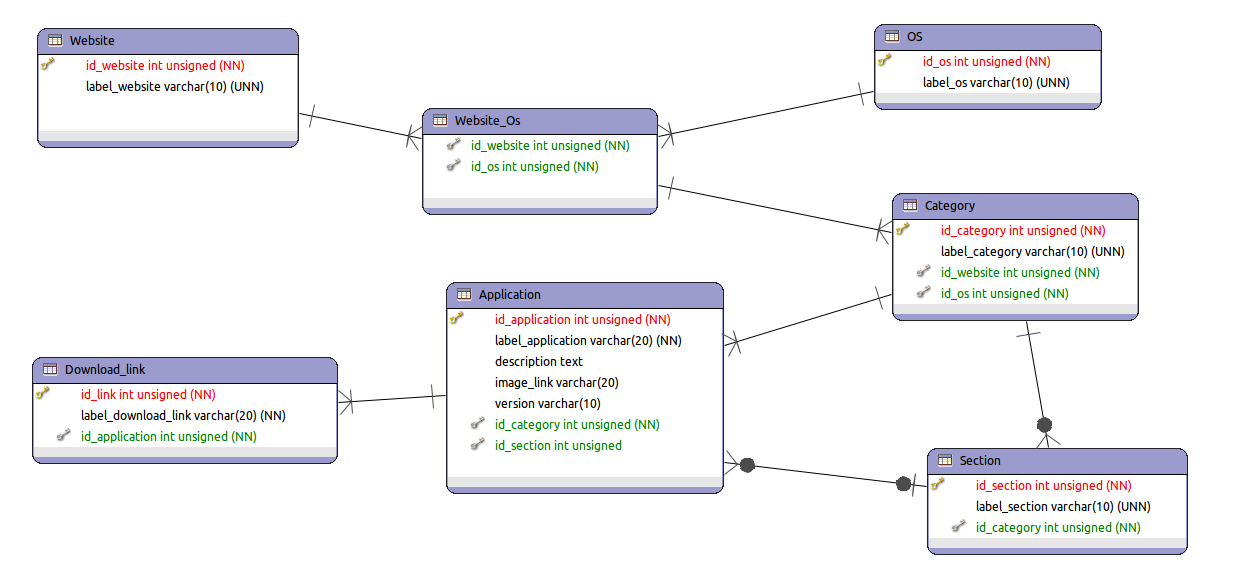 Website
id_website int unsigned (NN)
label_website varchar(10) (UNN)
OS
id_os int unsigned (NN)
label_os varchar(10) (UNN)
Website_Os
id_website int unsigned (NN)
id_os int unsigned (NN)
Category
id_category int unsigned (NN)
label_category varchar(10) (UNN)
id_website int unsigned (NN)
id_os int unsigned (NN)
Application
id_application int unsigned (NN)
label_application varchar(20) (NN)
description text
image_link varchar(20)
version varchar(10)
id_category int unsigned (NN)
id_section int unsigned
Download_link
id_link int unsigned (NN)
label_download_link varchar(20) (NN)
id_application int unsigned (NN)
Section
id_section int unsigned (NN)
label_section varchar(10) (UNN)
id_category int unsigned (NN)